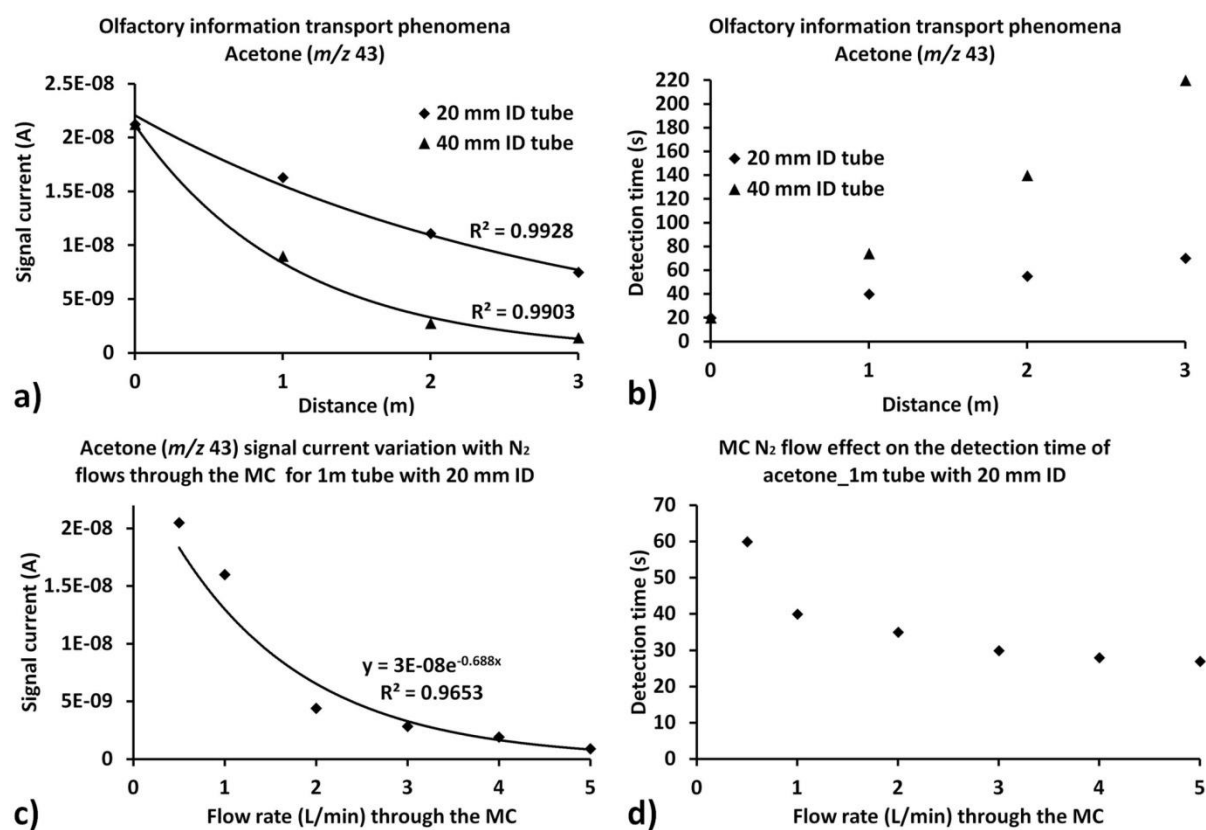 Olfactory information transport phenomena
Acetone (m/z 43)
2.5E-08
2E-08
1.5E-08
1E-08
5E-09
0
Signal current (A)
20 mm ID tube
40 mm ID tube
R² = 0.9928
R² = 0.9903
0 1 2 3
Distance (m)
a)
Olfactory information transport phenomena
Acetone (m/z 43)
220
200
180
160
140
120
100
80
60
40
20
0
Detection time (s)
20 mm ID tube
40 mm ID tube
0 1 2 3
Distance (m)
b)
Acetone (m/z 43) signal current variation with N₂
flows through the MC for 1m tube with 20 mm ID
2E-08
1.5E-08
1E-08
5E-09
0
Signal current (A)
y = 3E-08e⁻⁰·⁶⁸⁸ˣ
R² = 0.9653
0 1 2 3 4 5
Flow rate (L/min) through the MC
c)
MC N₂ flow effect on the detection time of
acetone_1m tube with 20 mm ID
70
60
50
40
30
20
10
0
Detection time (s)
0 1 2 3 4 5
Flow rate (L/min) through the MC
d)